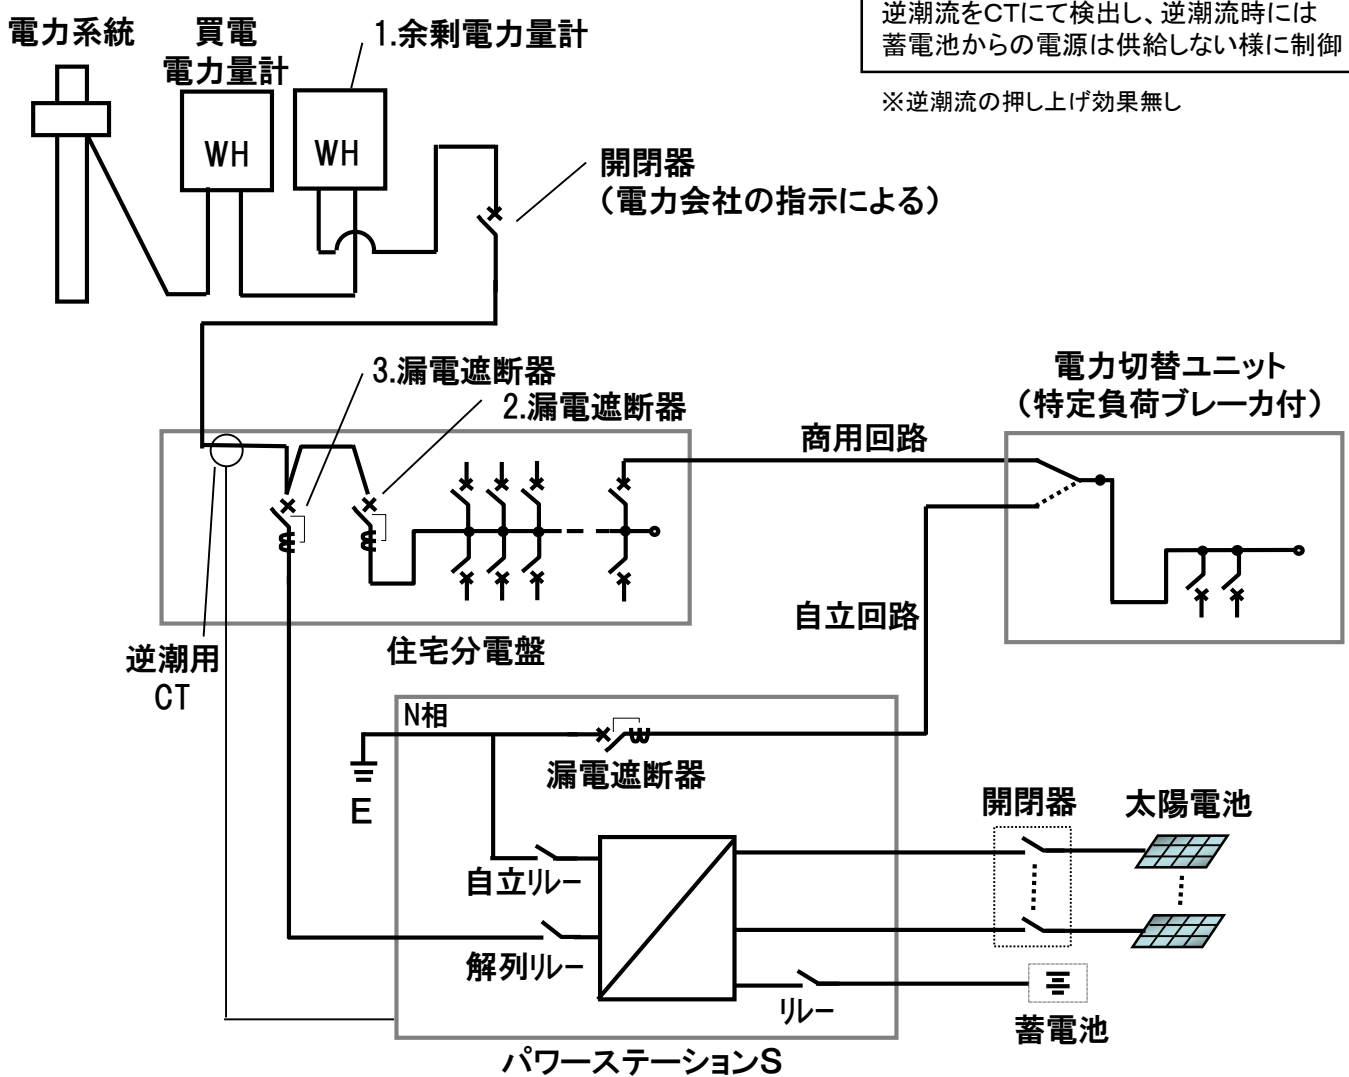 逆潮流をCTにて検出し、逆潮流時には
蓄電池からの電源は供給しない様に制御
※逆潮流の押し上げ効果無し
電力系統
買電
電力量計
1.余剰電力量計
WH
WH
開閉器
(電力会社の指示による)
3.漏電遮断器
2.漏電遮断器
電力切替ユニット
(特定負荷ブレーカ付)
商用回路
自立回路
住宅分電盤
逆潮用
CT
N相
漏電遮断器
E
開閉器
太陽電池
自立リレー
解列リレー
リレー
蓄電池
パワーステーションS